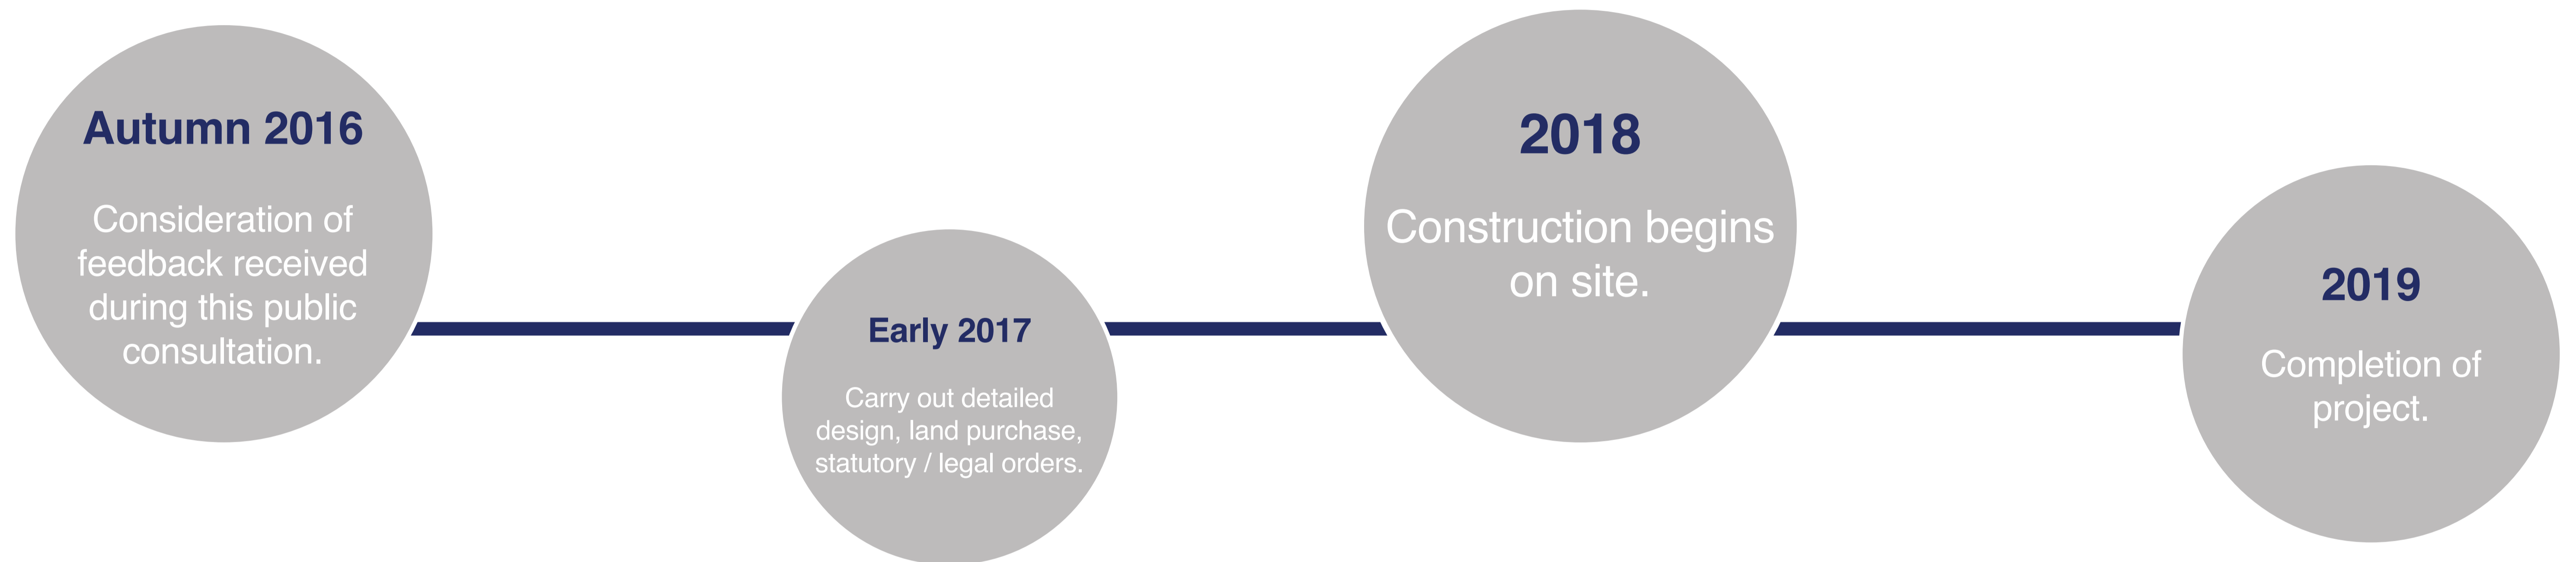 Autumn 2016
Consideration of
feedback received
during this public
consultation.
Early 2017
Carry out detailed
design, land purchase,
statutory / legal orders.
2018
Construction begins
on site.
2019
Completion of
project.